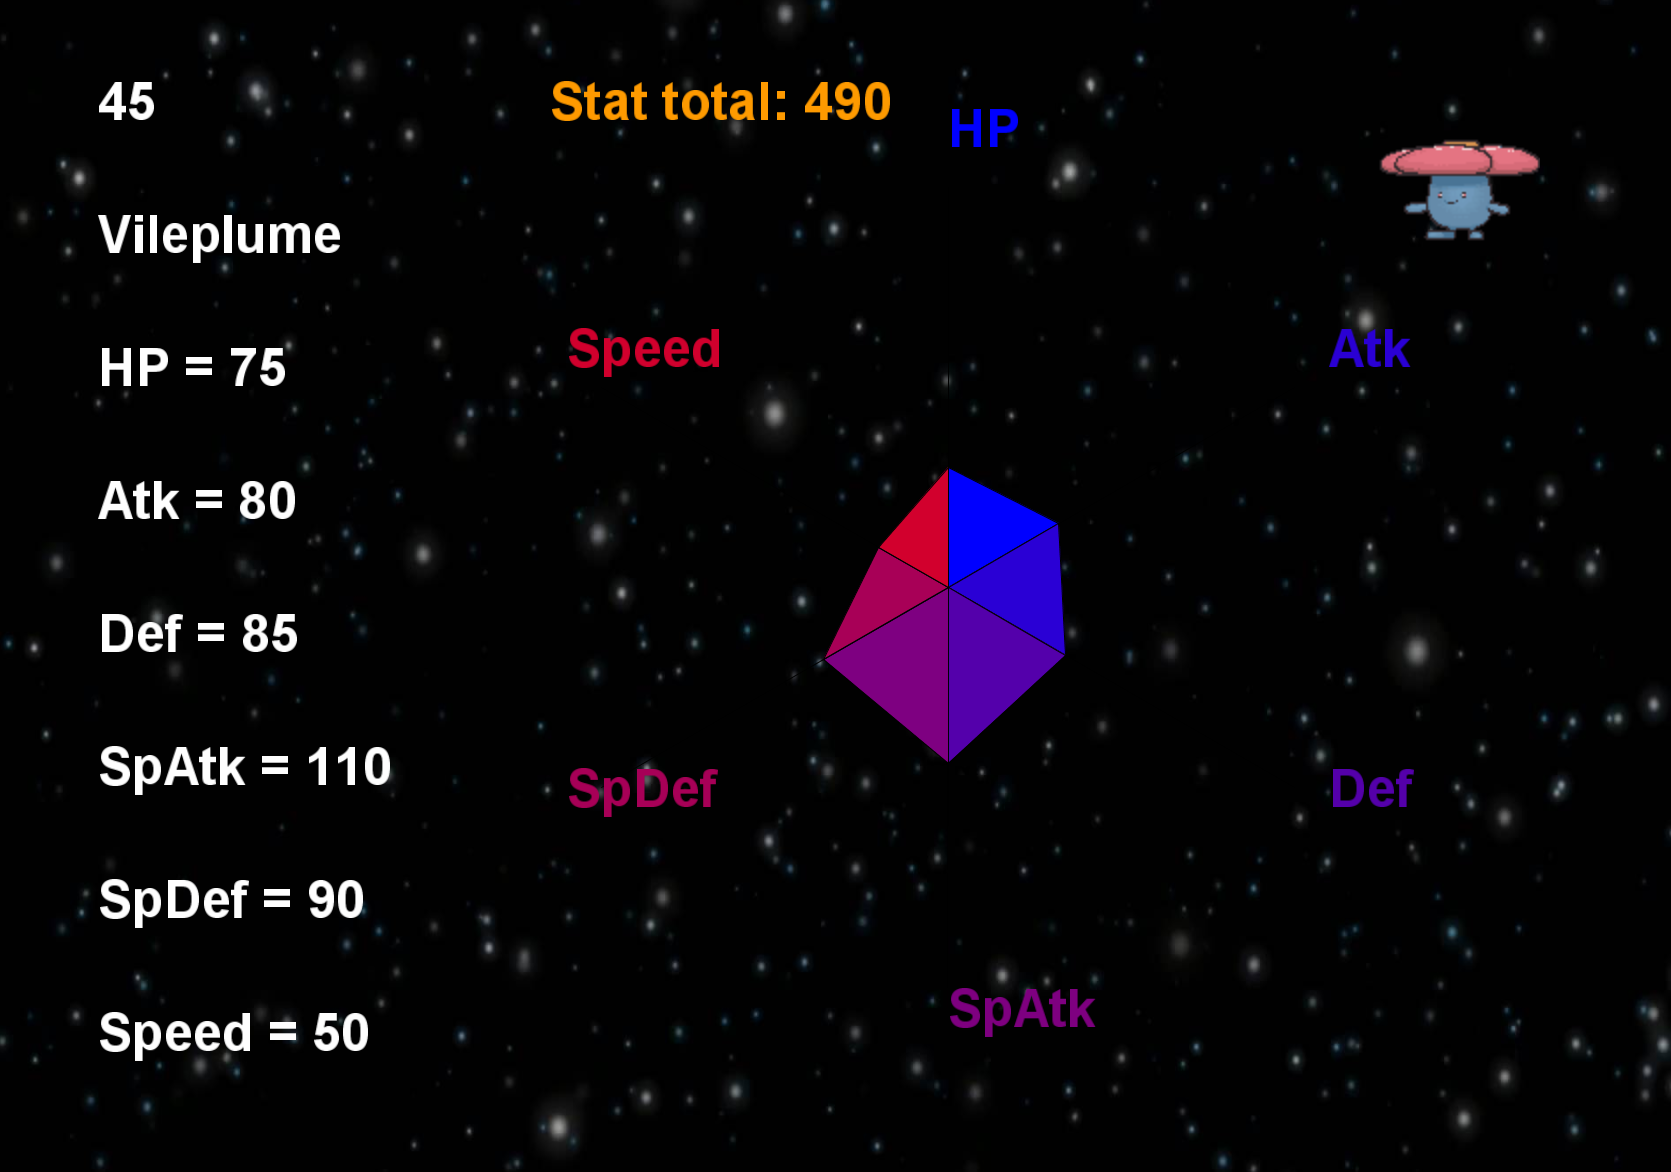 45
Stat total: 490
HP
Vileplume
Speed
Atk
HP = 75
Atk = 80
Def = 85
SpAtk = 110
SpDef
Def
SpDef = 90
SpAtk
Speed = 50